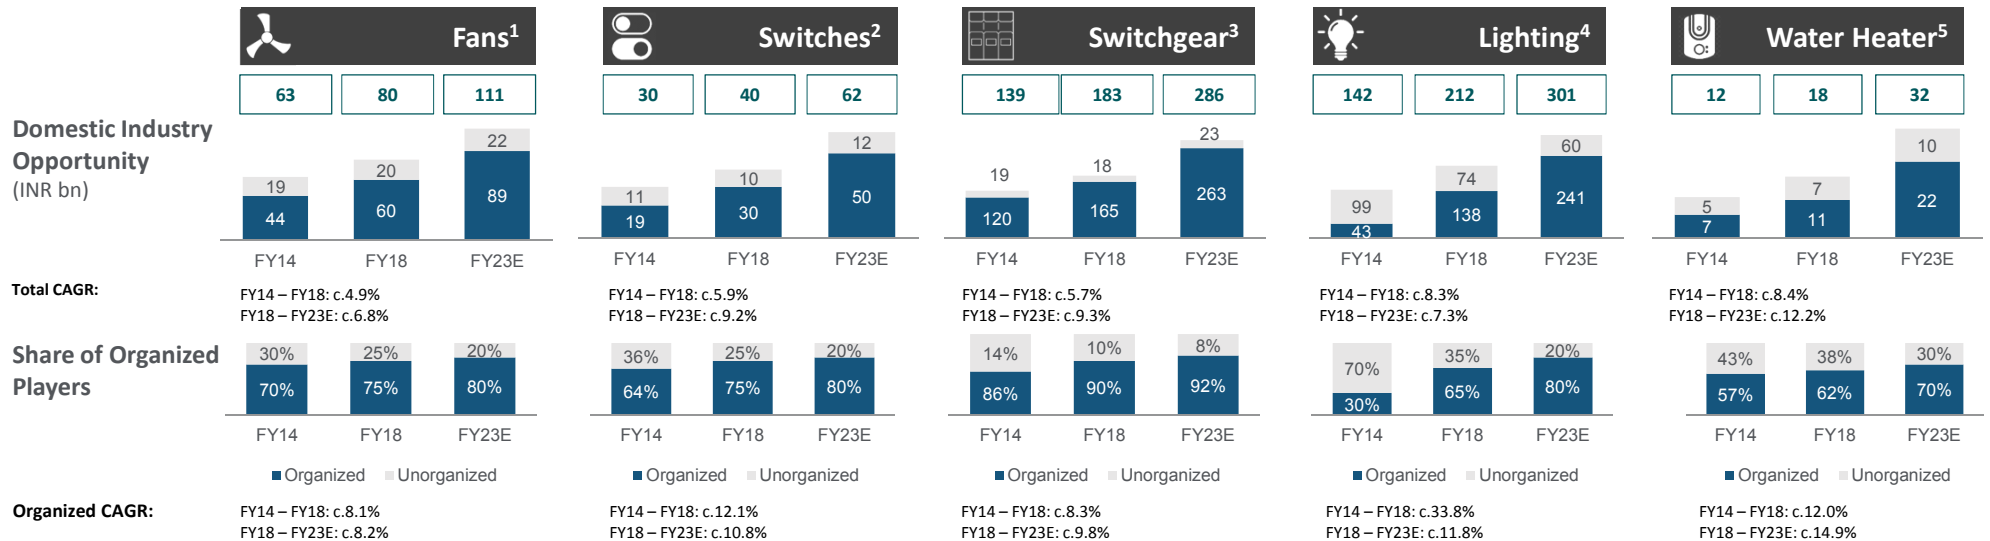 Fans1
Switches2
Switchgear3
Lighting4
Water Heater5
63 80 111
30 40 62
139 183 286
142 212 301
12 18 32
Domestic Industry
Opportunity
(INR bn)
19 20 22
44 60 89
FY14 FY18 FY23E
11 10 12
19 30 50
FY14 FY18 FY23E
19 18 23
120 165 263
FY14 FY18 FY23E
99 74 60
43 138 241
FY14 FY18 FY23E
5 7 10
7 11 22
FY14 FY18 FY23E
Total CAGR:
FY14 – FY18: c.4.9%
FY18 – FY23E: c.6.8%
FY14 – FY18: c.5.9%
FY18 – FY23E: c.9.2%
FY14 – FY18: c.5.7%
FY18 – FY23E: c.9.3%
FY14 – FY18: c.8.3%
FY18 – FY23E: c.7.3%
FY14 – FY18: c.8.4%
FY18 – FY23E: c.12.2%
Share of Organized
Players
30% 25% 20%
70% 75% 80%
FY14 FY18 FY23E
Organized Unorganized
36% 25% 20%
64% 75% 80%
FY14 FY18 FY23E
Organized Unorganized
14% 10% 8%
86% 90% 92%
FY14 FY18 FY23E
Organized Unorganized
70% 35% 20%
30% 65% 80%
FY14 FY18 FY23E
Organized Unorganized
43% 38% 30%
57% 62% 70%
FY14 FY18 FY23E
Organized Unorganized
Organized CAGR:
FY14 – FY18: c.8.1%
FY18 – FY23E: c.8.2%
FY14 – FY18: c.12.1%
FY18 – FY23E: c.10.8%
FY14 – FY18: c.8.3%
FY18 – FY23E: c.9.8%
FY14 – FY18: c.33.8%
FY18 – FY23E: c.11.8%
FY14 – FY18: c.12.0%
FY18 – FY23E: c.14.9%